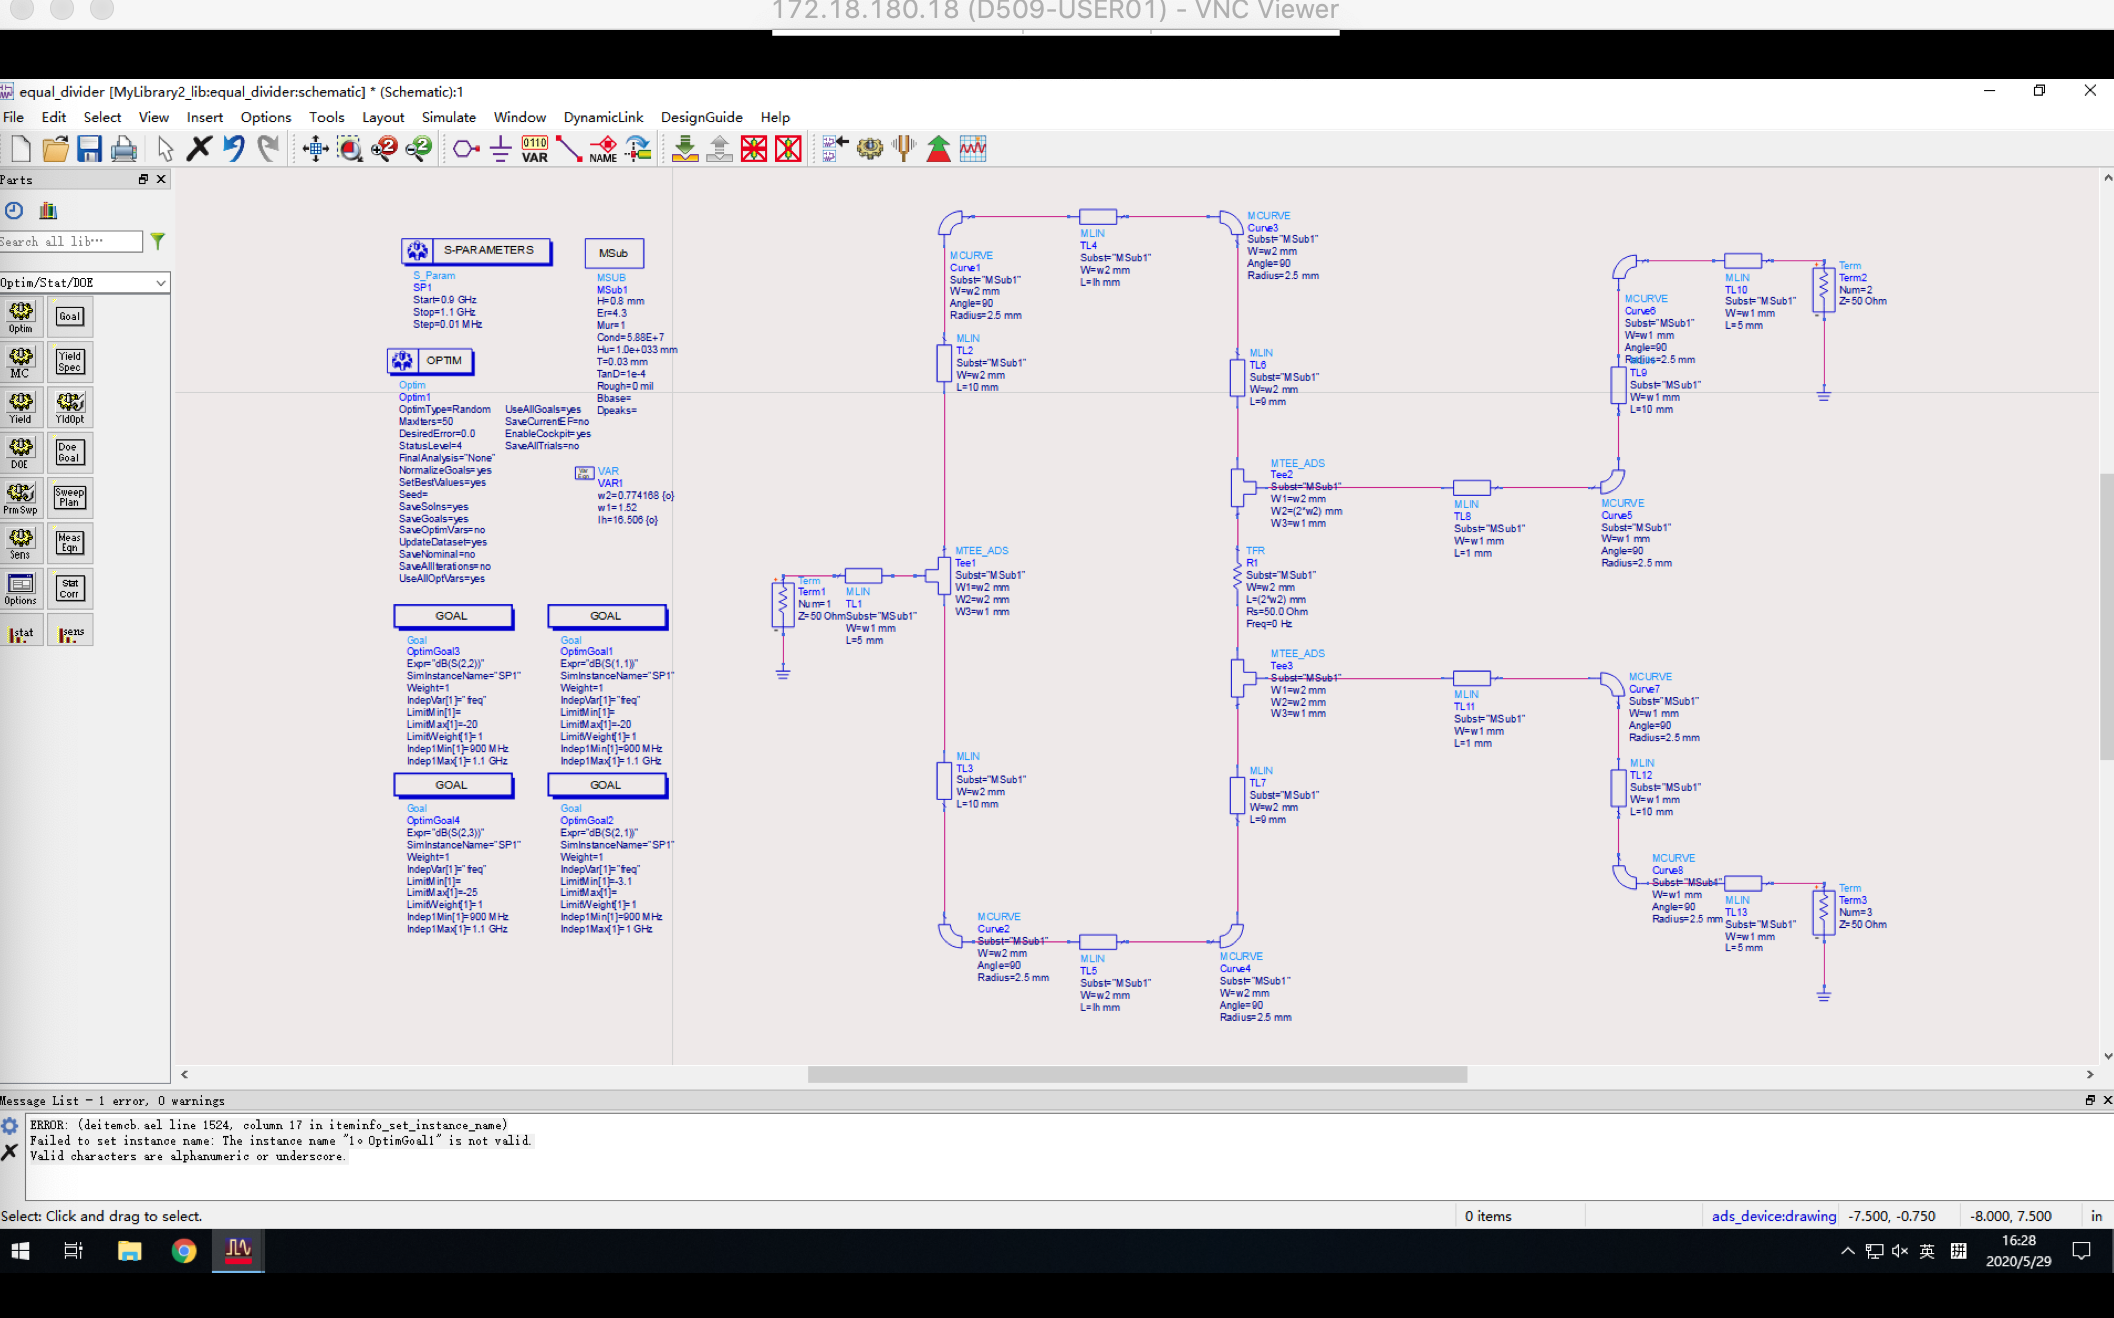 172.18.180.18 (D509-USER01) - VNC Viewer
equal_divider [MyLibrary2_lib:equal_divider:schematic] * (Schematic):1
File Edit Select View Insert Options Tools Layout Simulate Window DynamicLink DesignGuide Help
0110
VAR
NAME
Parts
Search all lib…
Optim/Stat/DOE
Optim
Goal
MC
Yield Spec
Yield
YldOpt
DOE
Doe Goal
Prm Swp
Sweep Plan
Sens
Meas Eqn
Options
Stat Corr
stat
sens
S-PARAMETERS
S_Param
SP1
Start=0.9 GHz
Stop=1.1 GHz
Step=0.01 MHz
MSub
MSUB
MSub1
H=0.8 mm
Er=4.3
Mur=1
Cond=5.88E+7
Hu=1.0e+033 mm
T=0.03 mm
TanD=1e-4
Rough=0 mil
Bbase=
Dpeaks=
OPTIM
Optim
Optim1
OptimType=Random
MaxIters=50
DesiredError=0.0
StatusLevel=4
FinalAnalysis="None"
NormalizeGoals=yes
SetBestValues=yes
Seed=
SaveSolns=yes
SaveGoals=yes
SaveOptimVars=no
UpdateDataset=yes
SaveNominal=no
SaveAllIterations=no
UseAllOptVars=yes
UseAllGoals=yes
SaveCurrentEF=no
EnableCockpit=yes
SaveAllTrials=no
Var
Eqn
VAR
VAR1
w2=0.774168 {o}
w1=1.52
lh=16.506 {o}
GOAL
Goal
OptimGoal3
Expr="dB(S(2,2))"
SimInstanceName="SP1"
Weight=1
IndepVar[1]="freq"
LimitMin[1]=
LimitMax[1]=-20
LimitWeight[1]=1
Indep1Min[1]=900 MHz
Indep1Max[1]=1.1 GHz
GOAL
Goal
OptimGoal1
Expr="dB(S(1,1))"
SimInstanceName="SP1"
Weight=1
IndepVar[1]="freq"
LimitMin[1]=
LimitMax[1]=-20
LimitWeight[1]=1
Indep1Min[1]=900 MHz
Indep1Max[1]=1.1 GHz
GOAL
Goal
OptimGoal4
Expr="dB(S(2,3))"
SimInstanceName="SP1"
Weight=1
IndepVar[1]="freq"
LimitMin[1]=
LimitMax[1]=-25
LimitWeight[1]=1
Indep1Min[1]=900 MHz
Indep1Max[1]=1.1 GHz
GOAL
Goal
OptimGoal2
Expr="dB(S(2,1))"
SimInstanceName="SP1"
Weight=1
IndepVar[1]="freq"
LimitMin[1]=-3.1
LimitMax[1]=
LimitWeight[1]=1
Indep1Min[1]=900 MHz
Indep1Max[1]=1 GHz
MCURVE
Curve1
Subst="MSub1"
W=w2 mm
Angle=90
Radius=2.5 mm
MLIN
TL4
Subst="MSub1"
W=w2 mm
L=lh mm
MCURVE
Curve3
Subst="MSub1"
W=w2 mm
Angle=90
Radius=2.5 mm
MLIN
TL2
Subst="MSub1"
W=w2 mm
L=10 mm
MLIN
TL6
Subst="MSub1"
W=w2 mm
L=9 mm
MTEE_ADS
Tee2
Subst="MSub1"
W1=w2 mm
W2=(2*w2) mm
W3=w1 mm
MTEE_ADS
Tee1
Subst="MSub1"
W1=w2 mm
W2=w2 mm
W3=w1 mm
Term
Term1
Num=1
Z=50 Ohm
MLIN
TL1
Subst="MSub1"
W=w1 mm
L=5 mm
TFR
R1
Subst="MSub1"
W=w2 mm
L=(2*w2) mm
Rs=50.0 Ohm
Freq=0 Hz
MTEE_ADS
Tee3
Subst="MSub1"
W1=w2 mm
W2=w2 mm
W3=w1 mm
MLIN
TL3
Subst="MSub1"
W=w2 mm
L=10 mm
MLIN
TL7
Subst="MSub1"
W=w2 mm
L=9 mm
MCURVE
Curve2
Subst="MSub1"
W=w2 mm
Angle=90
Radius=2.5 mm
MLIN
TL5
Subst="MSub1"
W=w2 mm
L=lh mm
MCURVE
Curve4
Subst="MSub1"
W=w2 mm
Angle=90
Radius=2.5 mm
MLIN
TL8
Subst="MSub1"
W=w1 mm
L=1 mm
MCURVE
Curve5
Subst="MSub1"
W=w1 mm
Angle=90
Radius=2.5 mm
MCURVE
Curve6
Subst="MSub1"
W=w1 mm
Angle=90
Radius=2.5 mm
TL9
Subst="MSub1"
W=w1 mm
L=10 mm
MLIN
TL10
Subst="MSub1"
W=w1 mm
L=5 mm
Term
Term2
Num=2
Z=50 Ohm
MLIN
TL11
Subst="MSub1"
W=w1 mm
L=1 mm
MCURVE
Curve7
Subst="MSub1"
W=w1 mm
Angle=90
Radius=2.5 mm
MLIN
TL12
Subst="MSub1"
W=w1 mm
L=10 mm
MCURVE
Curve8
Subst="MSub1"
W=w1 mm
Angle=90
Radius=2.5 mm
MLIN
TL13
Subst="MSub1"
W=w1 mm
L=5 mm
Term
Term3
Num=3
Z=50 Ohm
Message List - 1 error, 0 warnings
ERROR: (deitemcb.ael line 1524, column 17 in iteminfo_set_instance_name)
Failed to set instance name: The instance name "1。OptimGoal1" is not valid.
Valid characters are alphanumeric or underscore.
Select: Click and drag to select.
0 items
ads_device:drawing
-7.500, -0.750
-8.000, 7.500
in
英
拼
16:28
2020/5/29